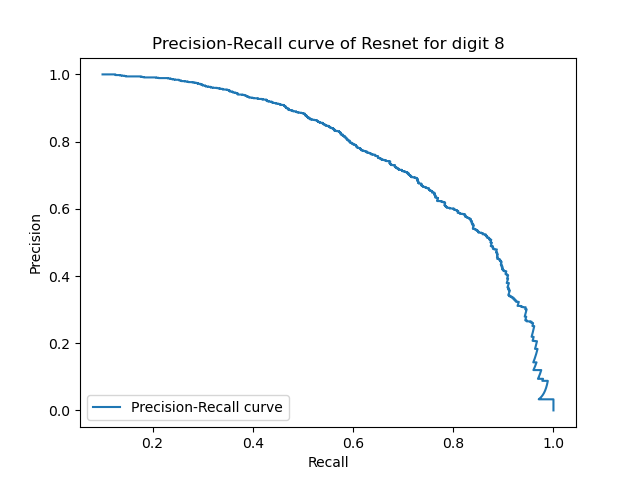 Precision-Recall curve of Resnet for digit 8
1.0
0.8
0.6
0.4
0.2
0.0
Precision
Precision-Recall curve
0.2 0.4 0.6 0.8 1.0
Recall